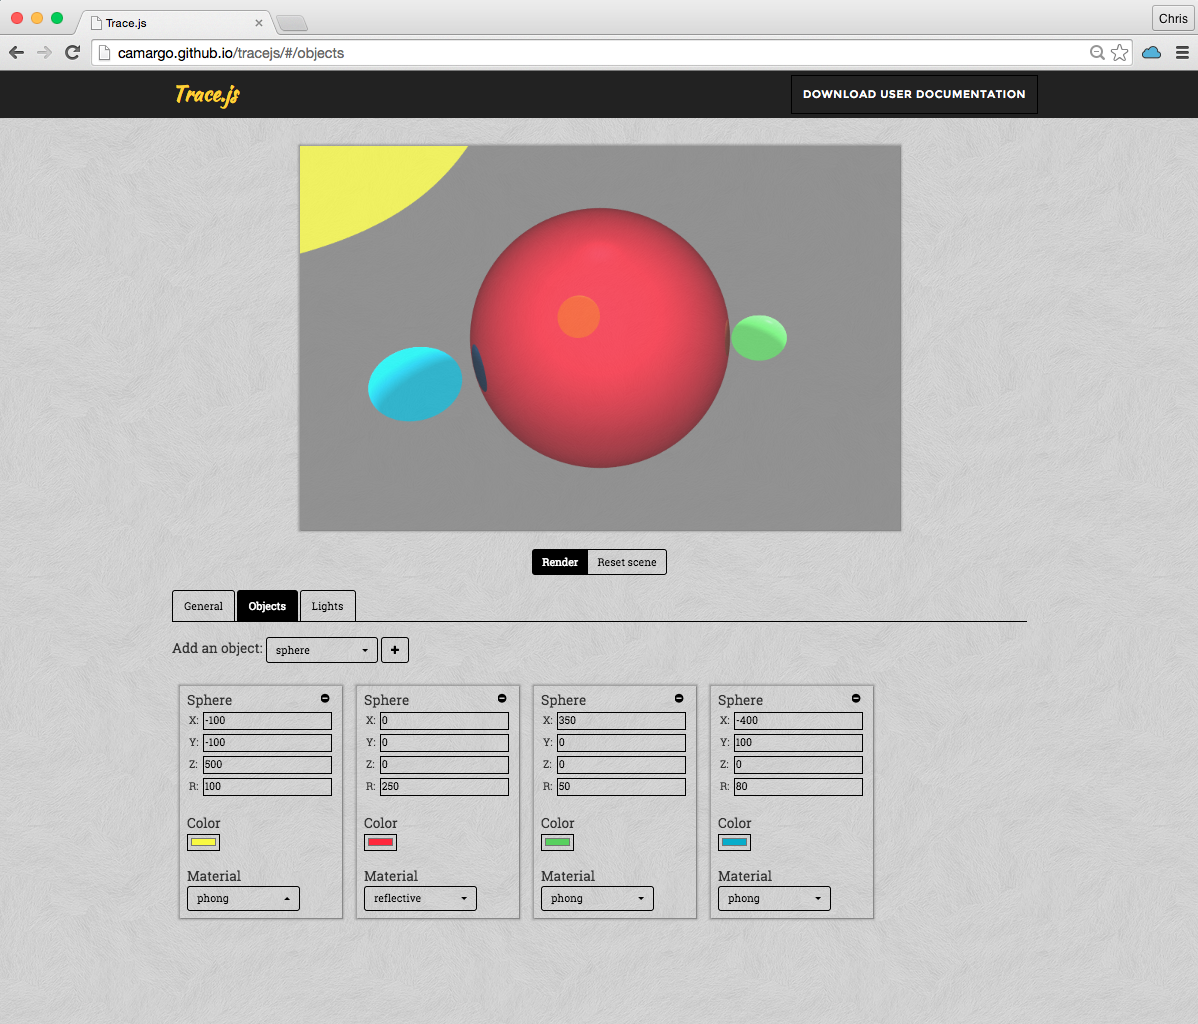 Trace.js
Chris
camargo.github.io/tracejs/#/objects
Trace.js
DOWNLOAD USER DOCUMENTATION
Render
Reset scene
General
Objects
Lights
Add an object:
sphere
Sphere
X: -100
Y: -100
Z: 500
R: 100
Color
Material
phong
Sphere
X: 0
Y: 0
Z: 0
R: 250
Color
Material
reflective
Sphere
X: 350
Y: 0
Z: 0
R: 50
Color
Material
phong
Sphere
X: -400
Y: 100
Z: 0
R: 80
Color
Material
phong